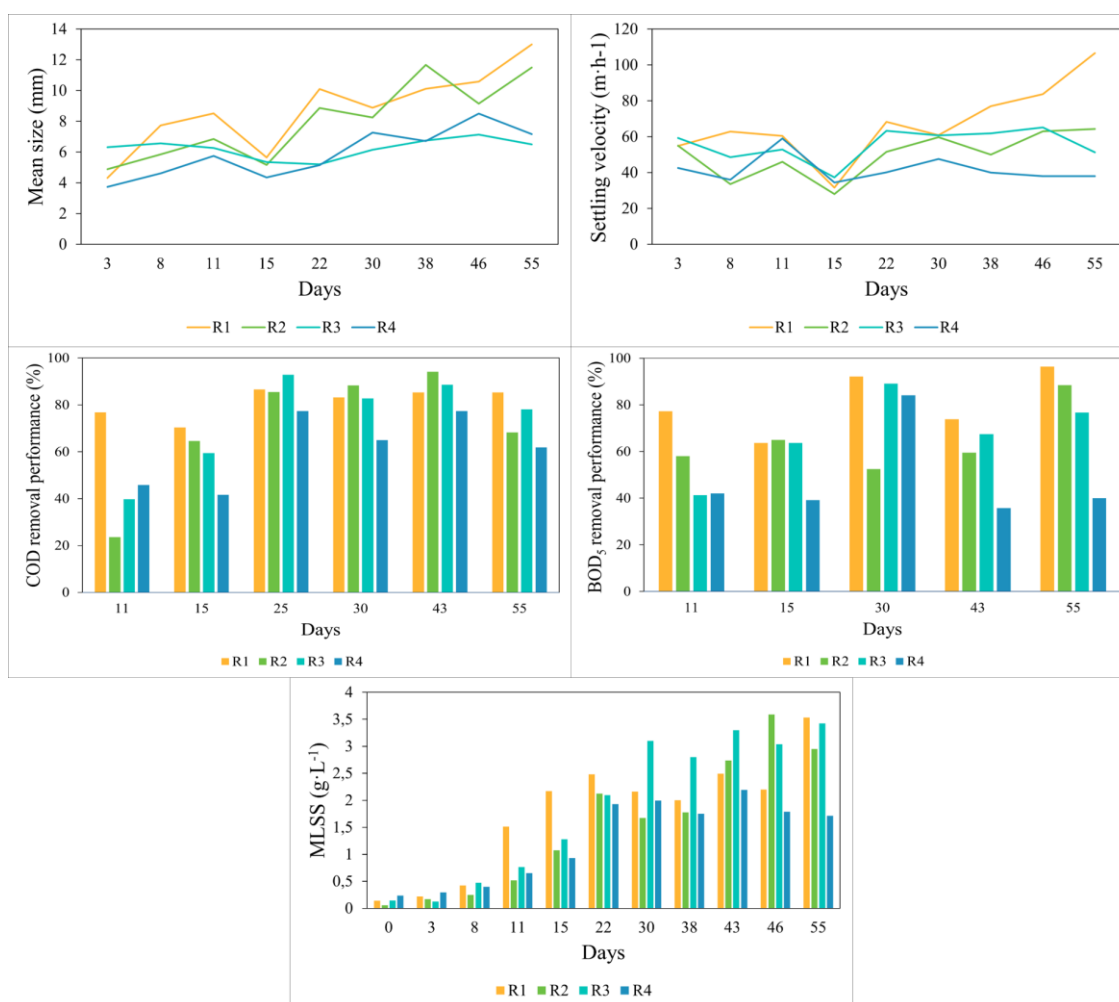 Mean size (mm)
14
12
10
8
6
4
2
0
3 8 11 15 22 30 38 46 55
Days
R1 R2 R3 R4
Settling velocity (m·h-1)
120
100
80
60
40
20
0
3 8 11 15 22 30 38 46 55
Days
R1 R2 R3 R4
COD removal performance (%)
100
80
60
40
20
0
11 15 25 30 43 55
Days
R1 R2 R3 R4
BOD₅ removal performance (%)
100
80
60
40
20
0
11 15 30 43 55
Days
R1 R2 R3 R4
MLSS (g·L⁻¹)
4
3,5
3
2,5
2
1,5
1
0,5
0
0 3 8 11 15 22 30 38 43 46 55
Days
R1 R2 R3 R4